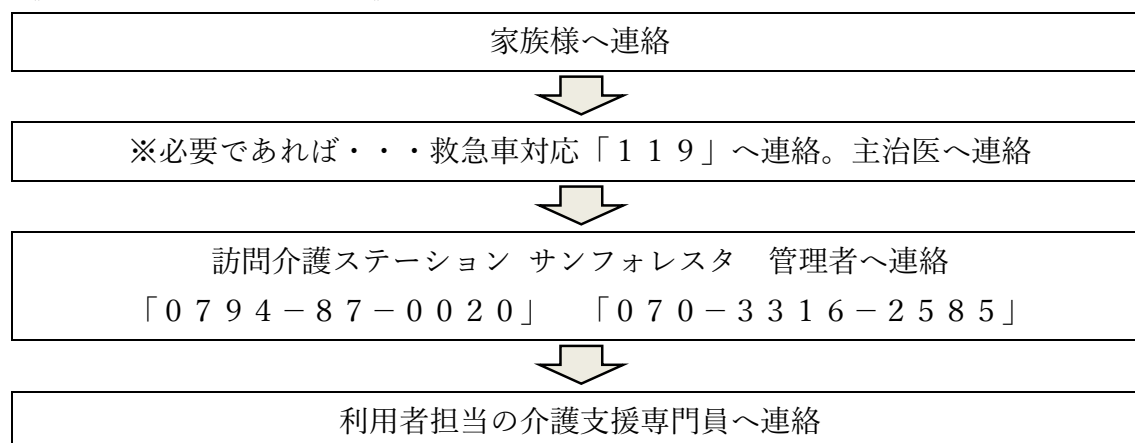 家族様へ連絡
※必要であれば・・・救急車対応「１１９」へ連絡。主治医へ連絡
訪問介護ステーション サンフォレスタ　管理者へ連絡
「０７９４－８７－００２０」　「０７０－３３１６－２５８５」
利用者担当の介護支援専門員へ連絡